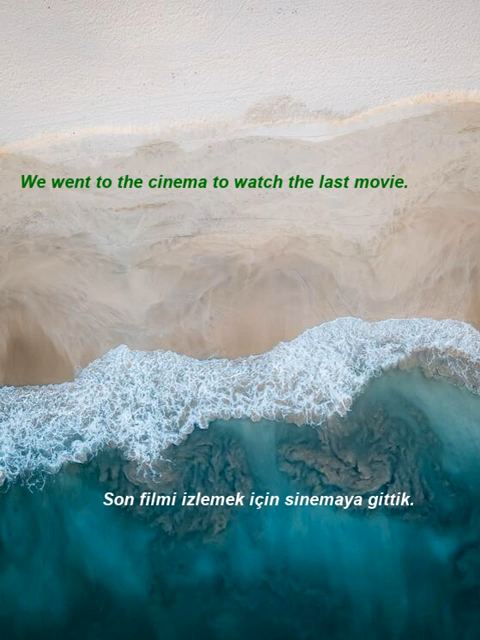 We went to the cinema to watch the last movie.
Son filmi izlemek için sinemaya gittik.